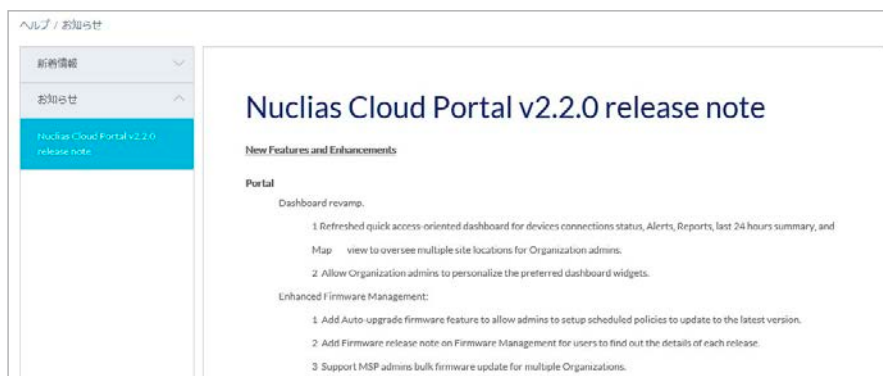 ヘルプ / お知らせ
新着情報
お知らせ
Nuclias Cloud Portal v2.2.0
release note
Nuclias Cloud Portal v2.2.0 release note
New Features and Enhancements
Portal
Dashboard revamp.
1 Refreshed quick access-oriented dashboard for devices connections status, Alerts, Reports, last 24 hours summary, and
Map view to oversee multiple site locations for Organization admins.
2 Allow Organization admins to personalize the preferred dashboard widgets.
Enhanced Firmware Management:
1 Add Auto-upgrade firmware feature to allow admins to setup scheduled policies to update to the latest version.
2 Add Firmware release note on Firmware Management for users to find out the details of each release.
3 Support MSP admins bulk firmware update for multiple Organizations.